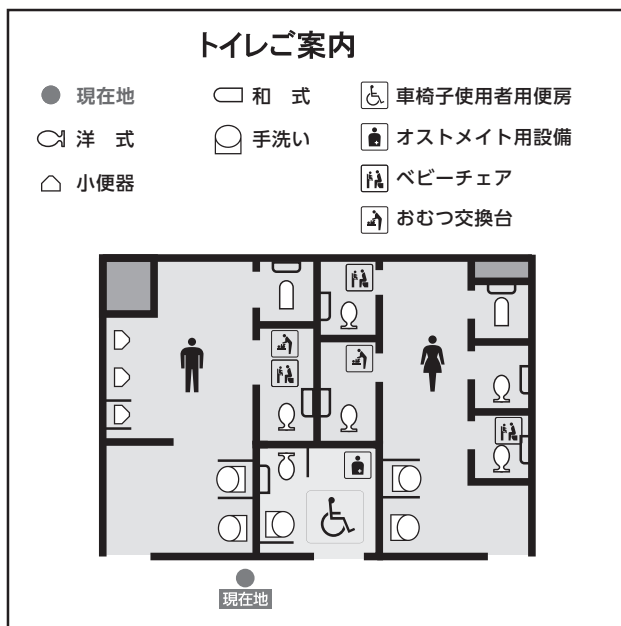 トイレご案内
現在地
和　式
車椅子使用者用便房
洋　式
手洗い
オストメイト用設備
小便器
ベビーチェア
おむつ交換台
現在地